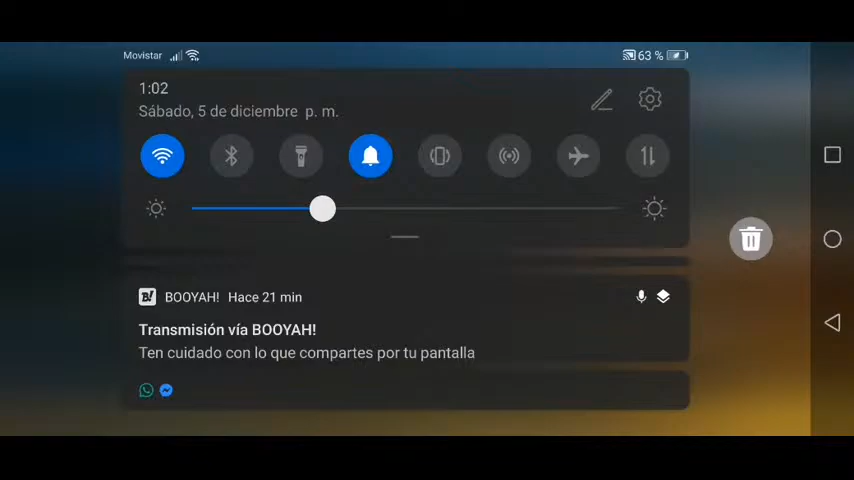 Movistar
63 %
1:02
Sábado, 5 de diciembre p. m.
B! BOOYAH! Hace 21 min
Transmisión vía BOOYAH!
Ten cuidado con lo que compartes por tu pantalla